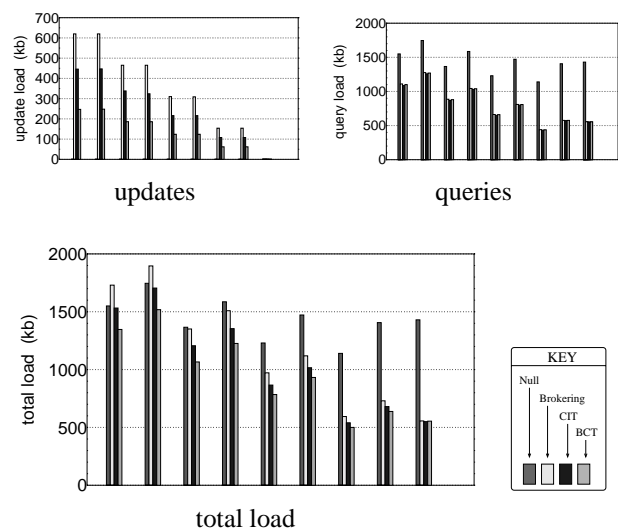 700
600
500
400
300
200
100
0
update load (kb)
updates
2000
1500
1000
500
0
query load (kb)
queries
2000
1500
1000
500
0
total load (kb)
total load
KEY
Null
Brokering
CIT
BCT